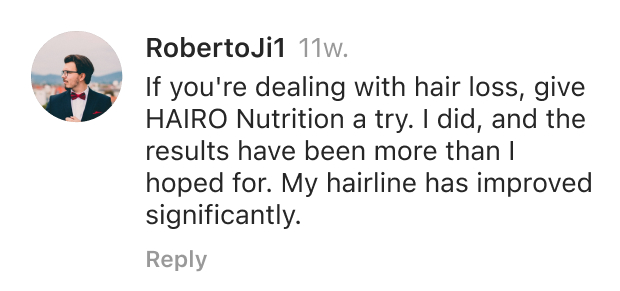 RobertoJi1 11w.
If you're dealing with hair loss, give
HAIRO Nutrition a try. I did, and the
results have been more than I
hoped for. My hairline has improved
significantly.
Reply